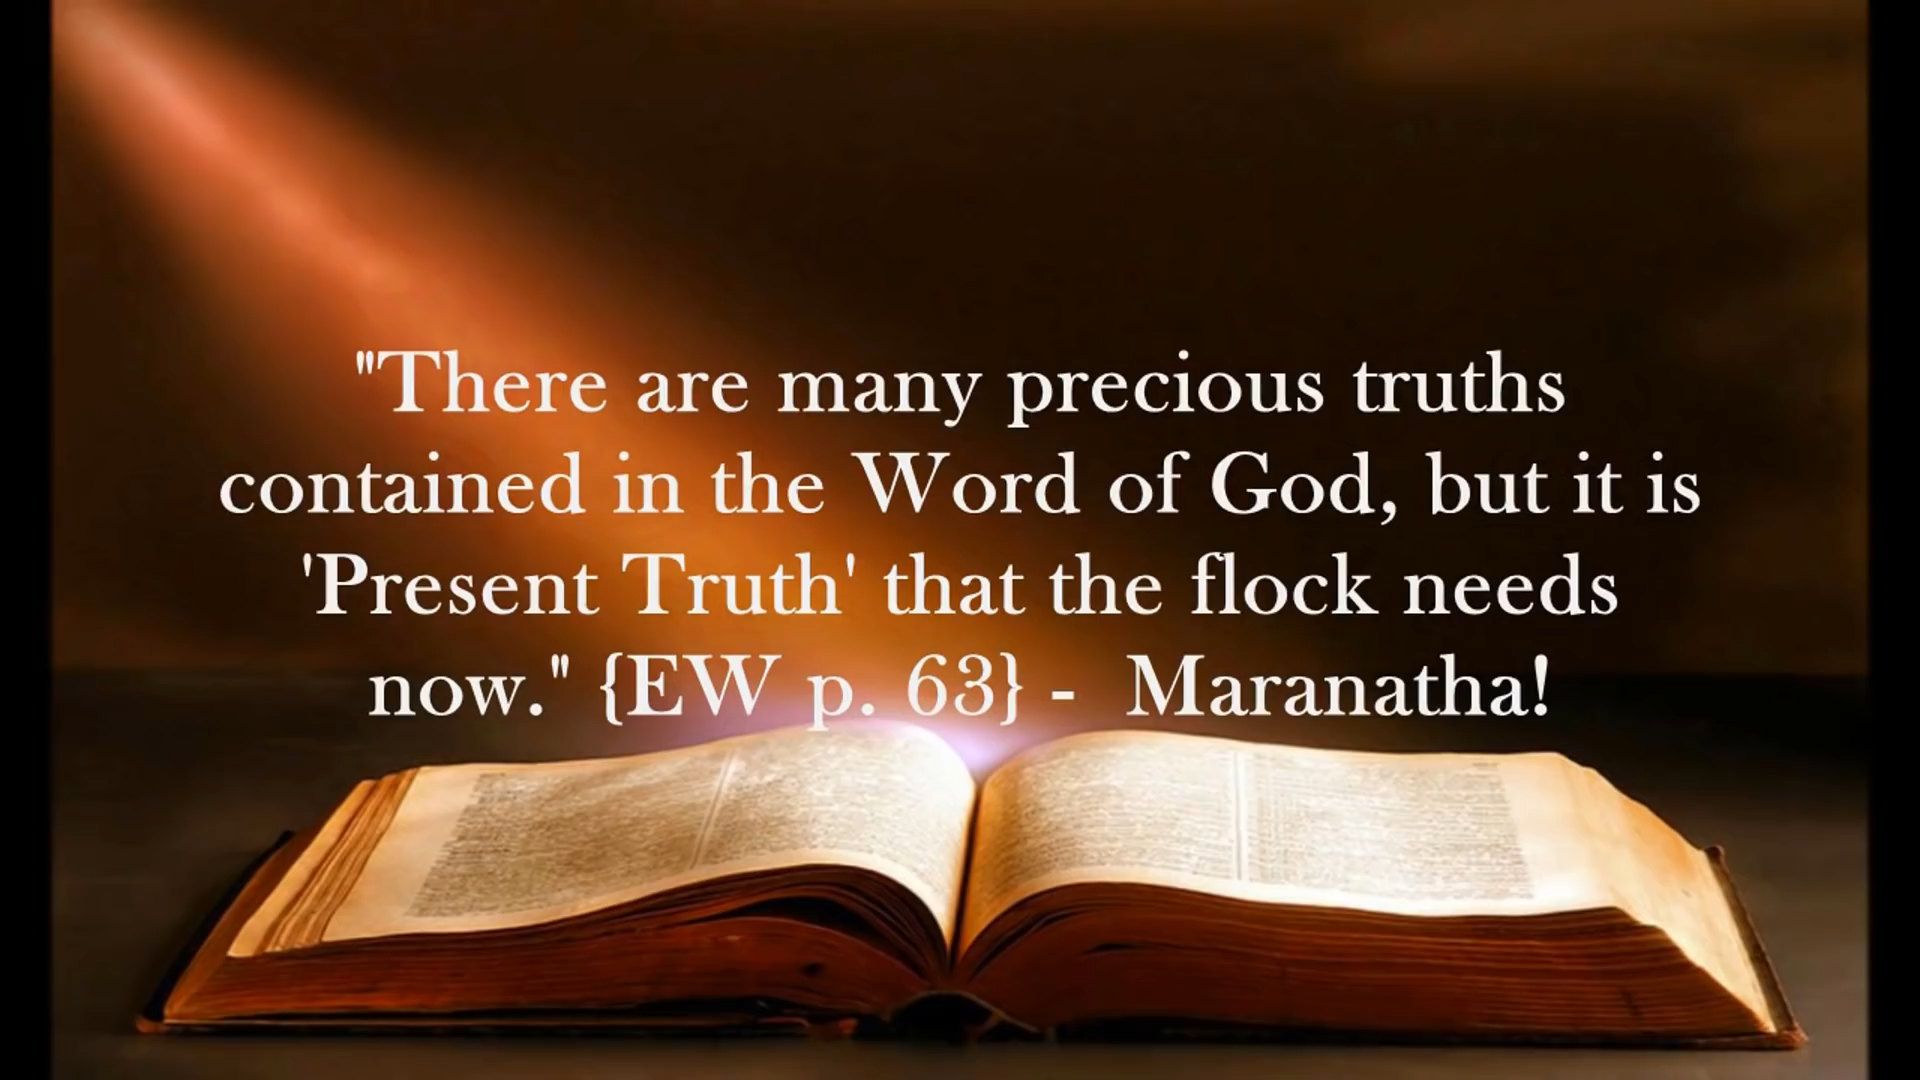 "There are many precious truths
contained in the Word of God, but it is
'Present Truth' that the flock needs
now." {EW p. 63} -  Maranatha!